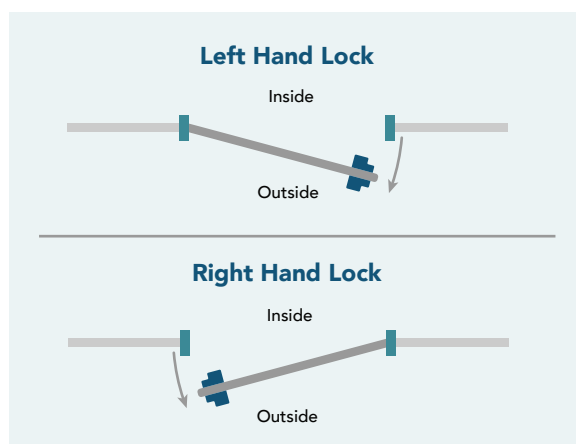 Left Hand Lock
Inside
Outside
Right Hand Lock
Inside
Outside